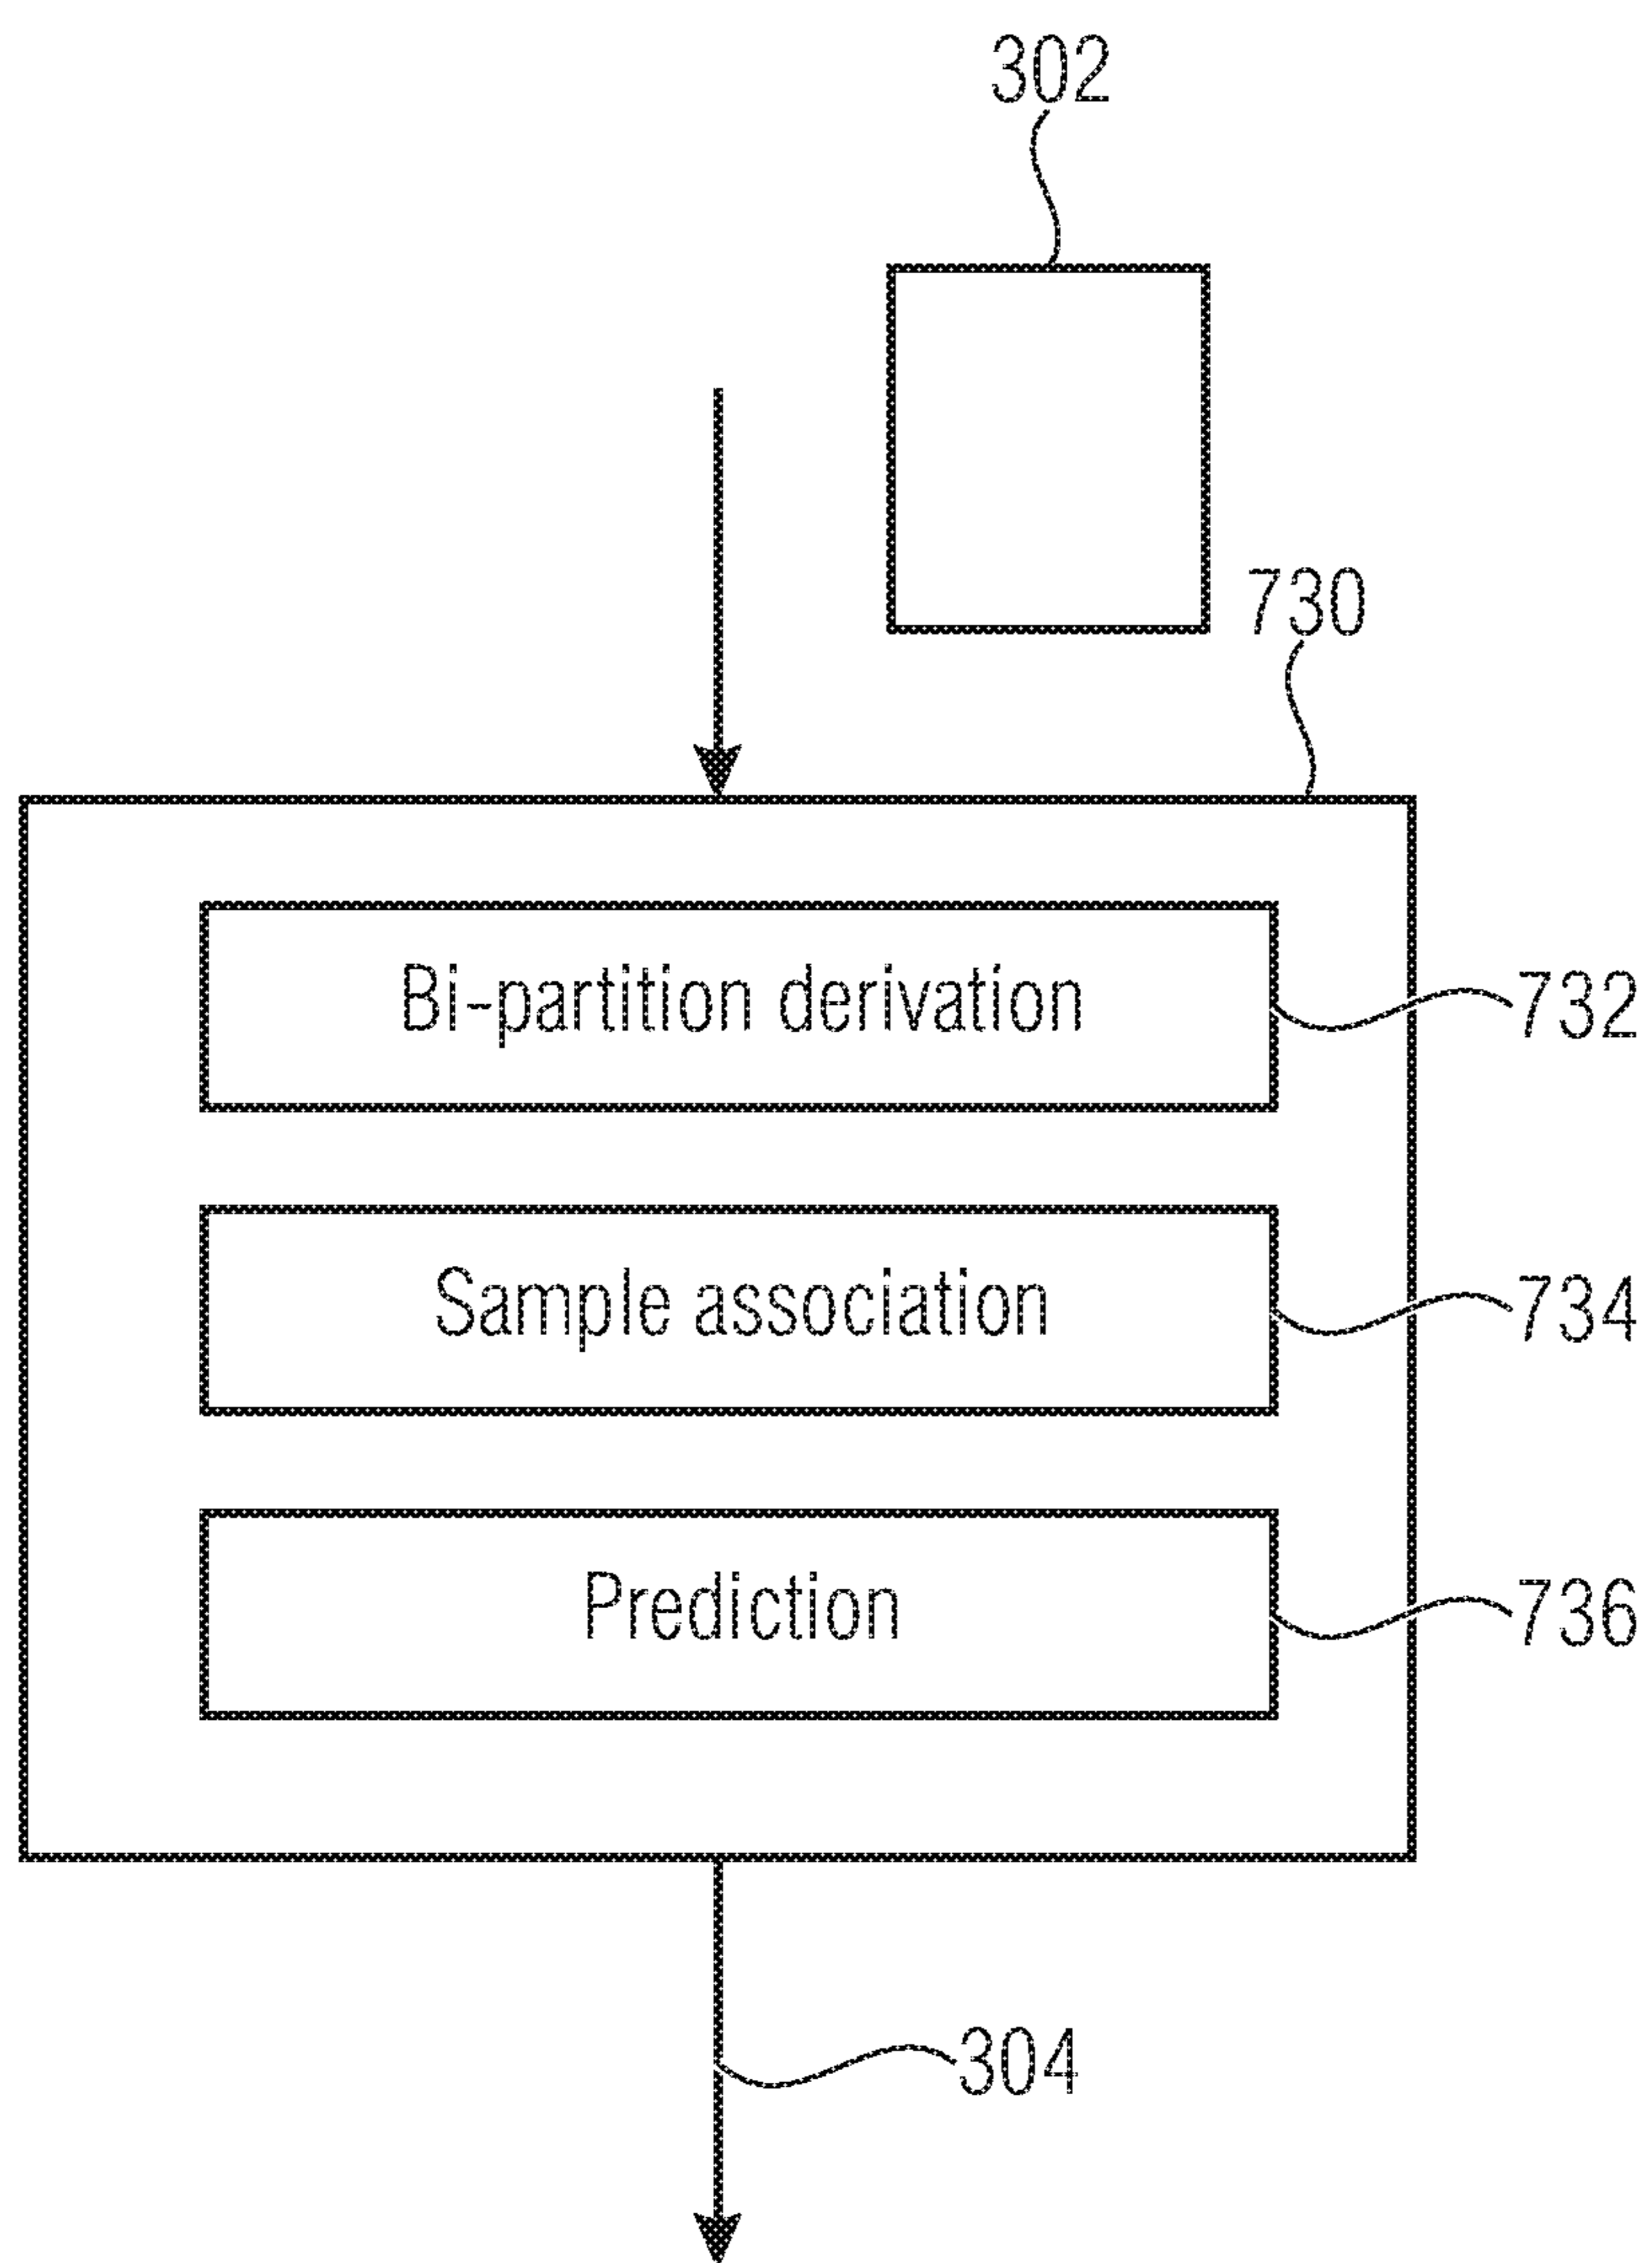 302
730
Bi-partition derivation
732
Sample association
734
Prediction
736
304